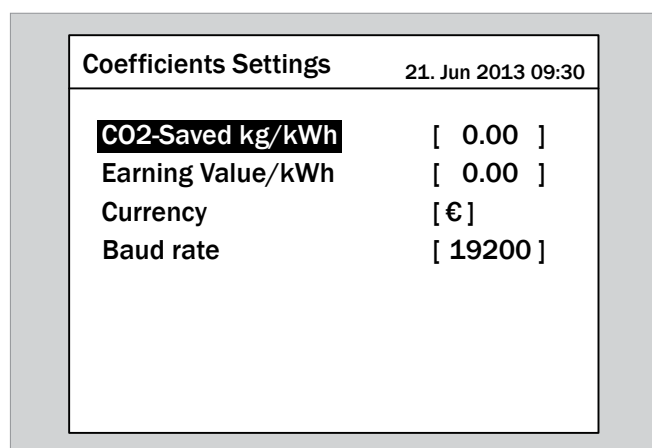 Coefficients Settings 21. Jun 2013 09:30
CO2-Saved kg/kWh [ 0.00 ]
Earning Value/kWh [ 0.00 ]
Currency [ € ]
Baud rate [ 19200 ]